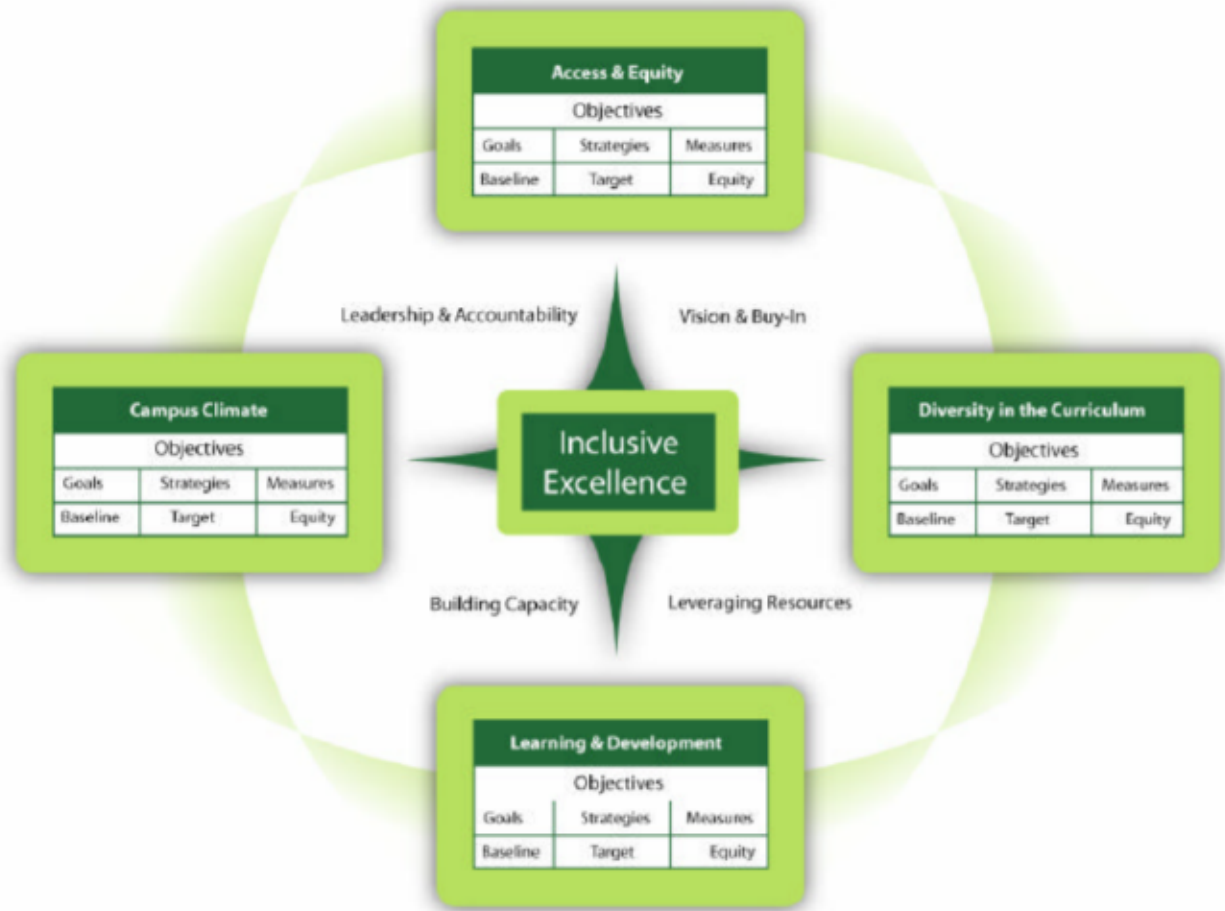 Access & Equity
Objectives
Goals Strategies Measures
Baseline Target Equity
Leadership & Accountability
Vision & Buy-In
Campus Climate
Objectives
Goals Strategies Measures
Baseline Target Equity
Inclusive
Excellence
Diversity in the Curriculum
Objectives
Goals Strategies Measures
Baseline Target Equity
Building Capacity
Leveraging Resources
Learning & Development
Objectives
Goals Strategies Measures
Baseline Target Equity